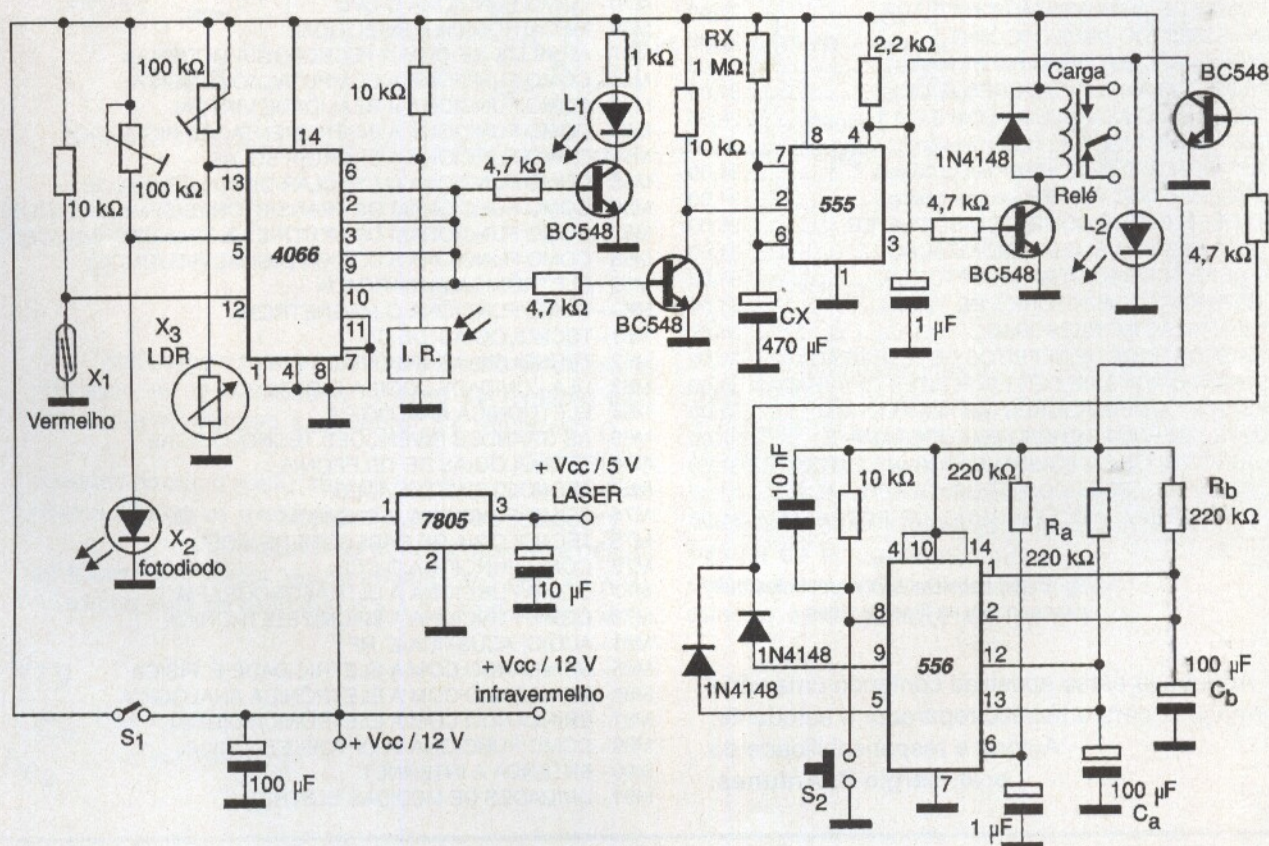 100 kΩ
10 kΩ
100 kΩ
10 kΩ
14
13
5
12
4066
6
2
3
9
10
11
7
1
4
8
1 kΩ
L1
4,7 kΩ
BC548
4,7 kΩ
I. R.
X1
Vermelho
X3
LDR
X2
fotodiodo
10 kΩ
BC548
RX
1
MΩ
2,2 kΩ
8
4
7
2
6
555
3
1
CX
470 µF
4,7 kΩ
BC548
1 µF
1N4148
Carga
Relé
L2
BC548
4,7 kΩ
+ Vcc / 5 V
LASER
1
7805
3
2
10 µF
+ Vcc / 12 V
infravermelho
S1
+ Vcc / 12 V
100 µF
10 nF
10 kΩ
220 kΩ
Ra
220 kΩ
Rb
220 kΩ
4
10
14
1
8
2
9
12
5
13
6
556
7
1N4148
1N4148
S2
100 µF
Cb
100 µF
Ca
1 µF